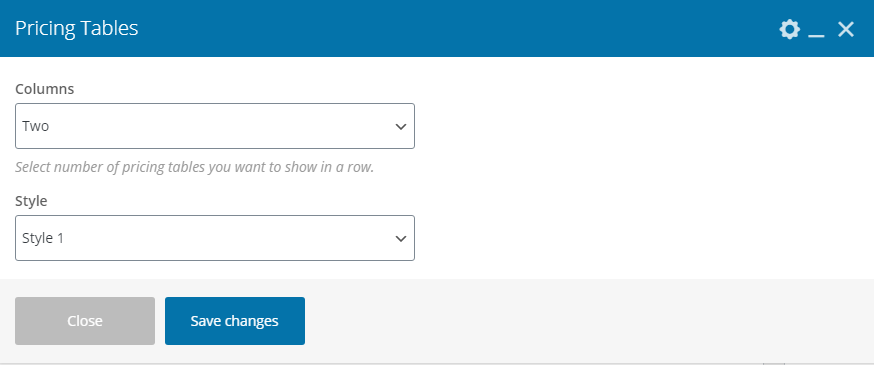 Pricing Tables
Columns
Two
Select number of pricing tables you want to show in a row.
Style
Style 1
Close
Save changes